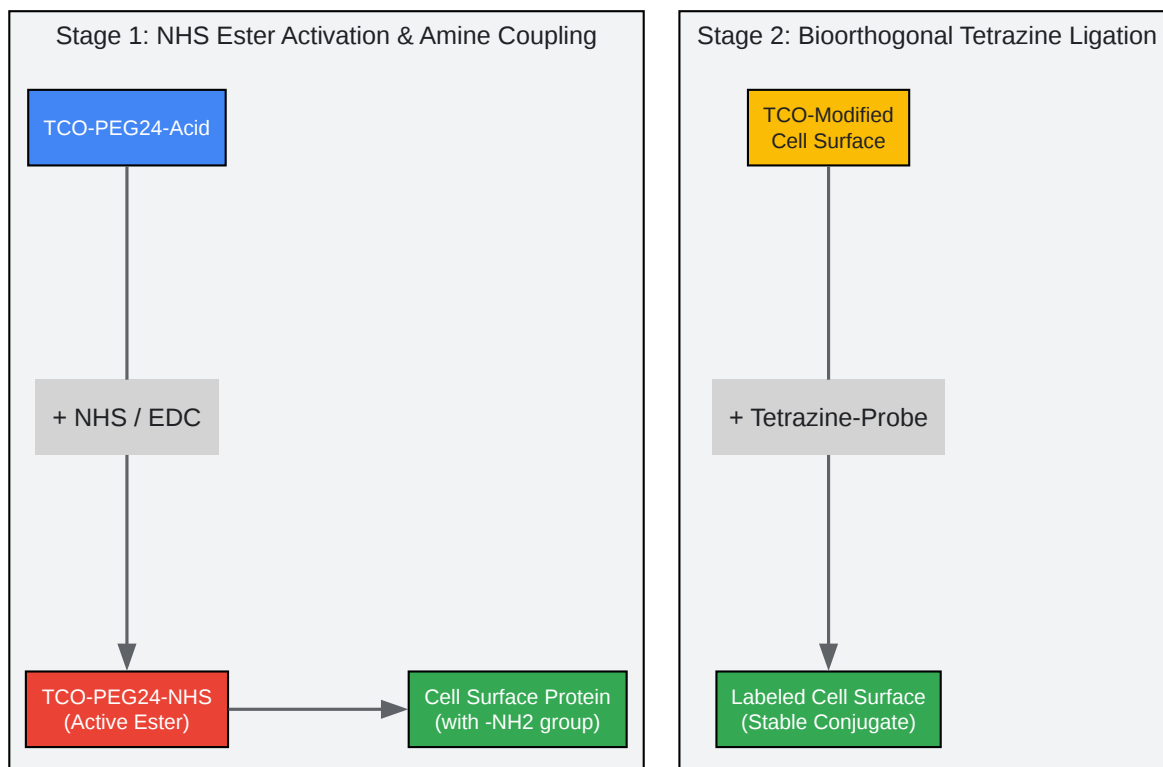 Stage 1: NHS Ester Activation & Amine Coupling
TCO-PEG24-Acid
+ NHS / EDC
TCO-PEG24-NHS
(Active Ester)
Cell Surface Protein
(with -NH2 group)
Stage 2: Bioorthogonal Tetrazine Ligation
TCO-Modified
Cell Surface
+ Tetrazine-Probe
Labeled Cell Surface
(Stable Conjugate)